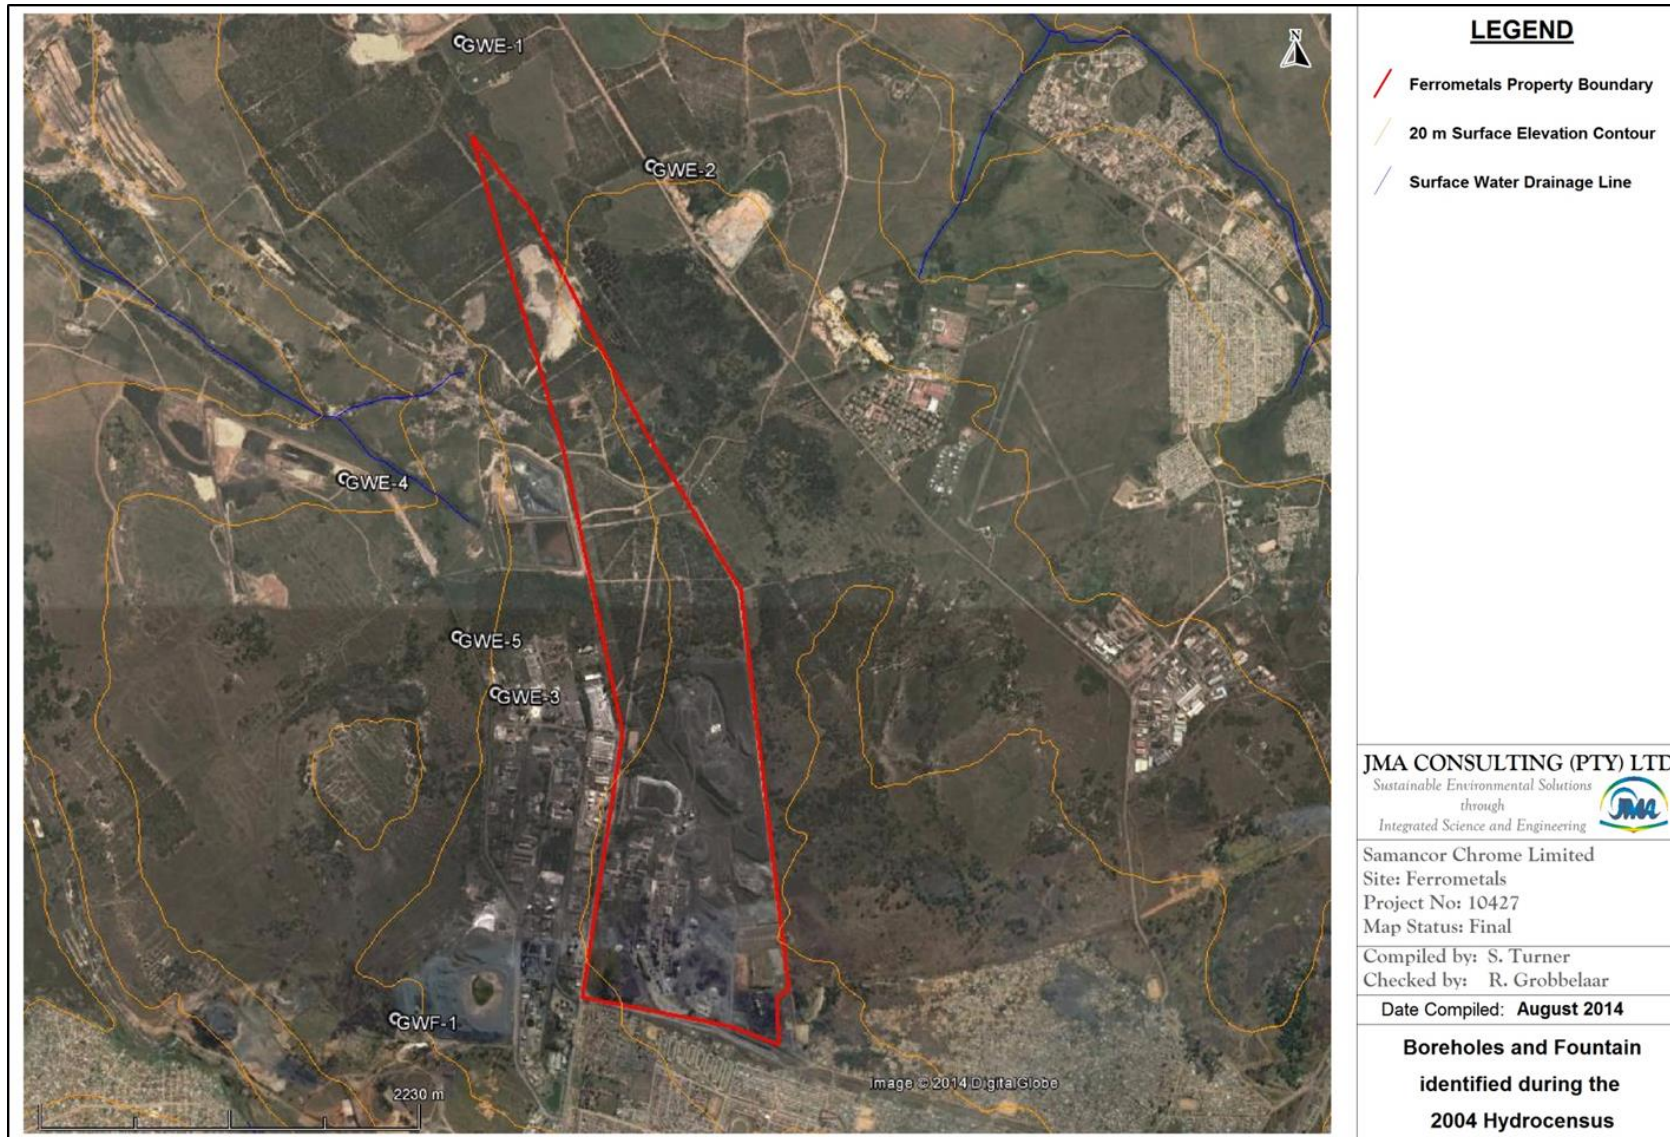 GWE-1
N
GWE-2
GWE-4
GWE-5
GWE-3
GWF-1
2230 m
Image © 2014 DigitalGlobe
LEGEND
Ferrometals Property Boundary
20 m Surface Elevation Contour
Surface Water Drainage Line
JMA CONSULTING (PTY) LTD
Sustainable Environmental Solutions
through
Integrated Science and Engineering
JMA
Samancor Chrome Limited
Site: Ferrometals
Project No: 10427
Map Status: Final
Compiled by: S. Turner
Checked by: R. Grobbelaar
Date Compiled: August 2014
Boreholes and Fountain
identified during the
2004 Hydrocensus